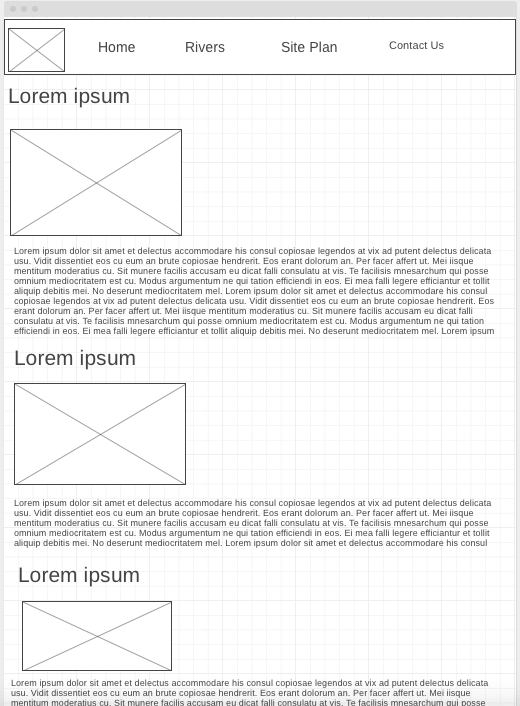 Home Rivers Site Plan Contact Us
Lorem ipsum
Lorem ipsum dolor sit amet et delectus accommodare his consul copiosae legendos at vix ad putent delectus delicata
usu. Vidit dissentiet eos cu eum an brute copiosae hendrerit. Eos erant dolorum an. Per facer affert ut. Mei iisque
mentitum moderatius cu. Sit munere facilis accusam eu dicat falli consulatu at vis. Te facilisis mnesarchum qui posse
omnium mediocritatem est cu. Modus argumentum ne qui tation efficiendi in eos. Ei mea falli legere efficiantur et tollit
aliquip debitis mei. No deserunt mediocritatem mel. Lorem ipsum dolor sit amet et delectus accommodare his consul
copiosae legendos at vix ad putent delectus delicata usu. Vidit dissentiet eos cu eum an brute copiosae hendrerit. Eos
erant dolorum an. Per facer affert ut. Mei iisque mentitum moderatius cu. Sit munere facilis accusam eu dicat falli
consulatu at vis. Te facilisis mnesarchum qui posse omnium mediocritatem est cu. Modus argumentum ne qui tation
efficiendi in eos. Ei mea falli legere efficiantur et tollit aliquip debitis mei. No deserunt mediocritatem mel. Lorem ipsum
Lorem ipsum
Lorem ipsum dolor sit amet et delectus accommodare his consul copiosae legendos at vix ad putent delectus delicata
usu. Vidit dissentiet eos cu eum an brute copiosae hendrerit. Eos erant dolorum an. Per facer affert ut. Mei iisque
mentitum moderatius cu. Sit munere facilis accusam eu dicat falli consulatu at vis. Te facilisis mnesarchum qui posse
omnium mediocritatem est cu. Modus argumentum ne qui tation efficiendi in eos. Ei mea falli legere efficiantur et tollit
aliquip debitis mei. No deserunt mediocritatem mel. Lorem ipsum dolor sit amet et delectus accommodare his consul
Lorem ipsum
Lorem ipsum dolor sit amet et delectus accommodare his consul copiosae legendos at vix ad putent delectus delicata
usu. Vidit dissentiet eos cu eum an brute copiosae hendrerit. Eos erant dolorum an. Per facer affert ut. Mei iisque
mentitum moderatius cu. Sit munere facilis accusam eu dicat falli consulatu at vis. Te facilisis mnesarchum qui posse